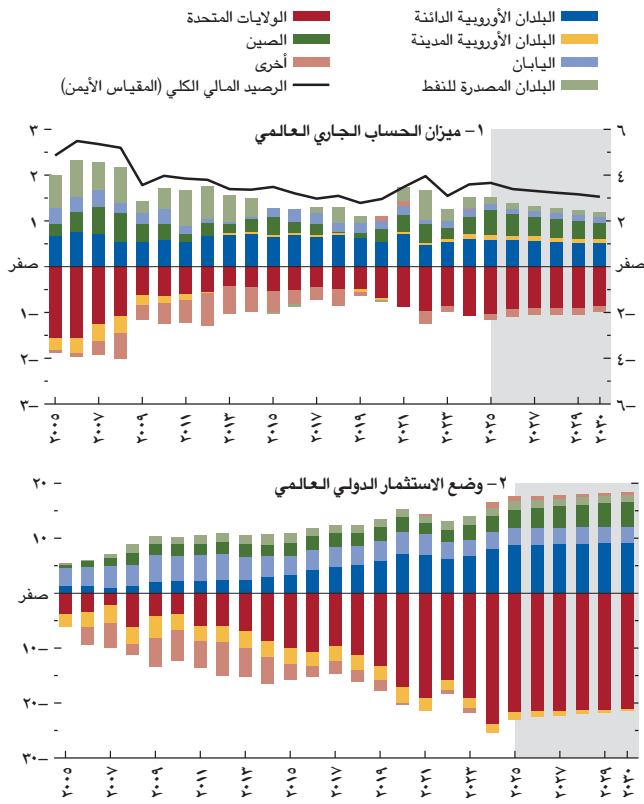 الولايات المتحدة
الصين
أخرى
الرصيد المالي الكلي (المقياس الأيمن)
البلدان الأوروبية الدائنة
البلدان الأوروبية المدينة
اليابان
البلدان المصدرة للنفط
١- ميزان الحساب الجاري العالمي
٣
٢
١
صفر
١–
٢–
٣–
٦
٤
٢
صفر
٢–
٤–
٦–
٢٠٠٥ ٢٠٠٧ ٢٠٠٩ ٢٠١١ ٢٠١٣ ٢٠١٥ ٢٠١٧ ٢٠١٩ ٢٠٢١ ٢٠٢٣ ٢٠٢٥ ٢٠٢٧ ٢٠٢٩ ٢٠٣٠
٢- وضع الاستثمار الدولي العالمي
٢٠
١٠
صفر
١٠–
٢٠–
٣٠–
٢٠٠٥ ٢٠٠٧ ٢٠٠٩ ٢٠١١ ٢٠١٣ ٢٠١٥ ٢٠١٧ ٢٠١٩ ٢٠٢١ ٢٠٢٣ ٢٠٢٥ ٢٠٢٧ ٢٠٢٩ ٢٠٣٠